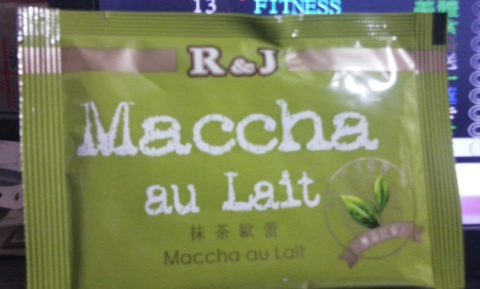 13 FITNESS
R&J
Maccha
au Lait
抹茶歐蕾
Maccha au Lait